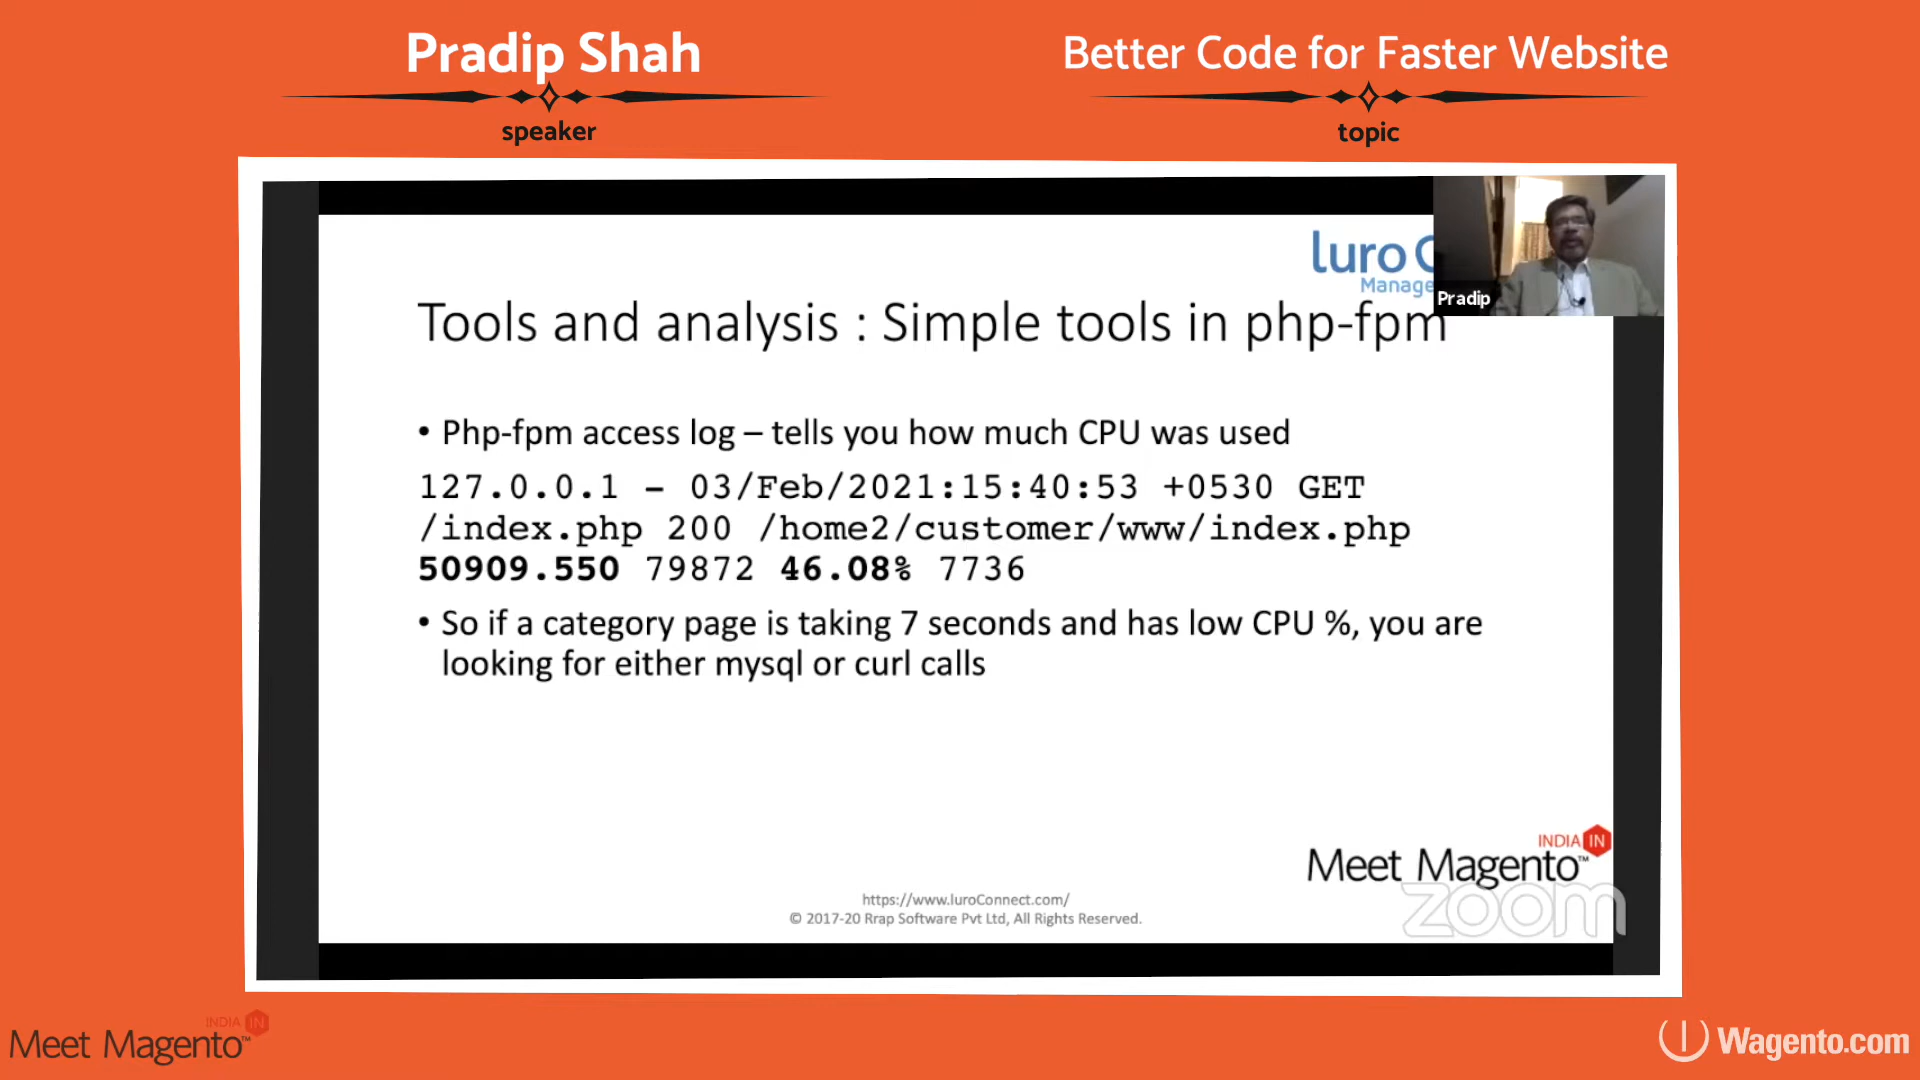 Pradip Shah
speaker
Better Code for Faster Website
topic
luro C
Manage
Pradip
Tools and analysis : Simple tools in php-fpm
• Php-fpm access log – tells you how much CPU was used
127.0.0.1 - 03/Feb/2021:15:40:53 +0530 GET
/index.php 200 /home2/customer/www/index.php
50909.550 79872 46.08% 7736
• So if a category page is taking 7 seconds and has low CPU %, you are
looking for either mysql or curl calls
INDIA IN
Meet Magento™
zoom
https://www.luroConnect.com/
© 2017-20 Rrap Software Pvt Ltd, All Rights Reserved.
INDIA IN
Meet Magento™
Wagento.com